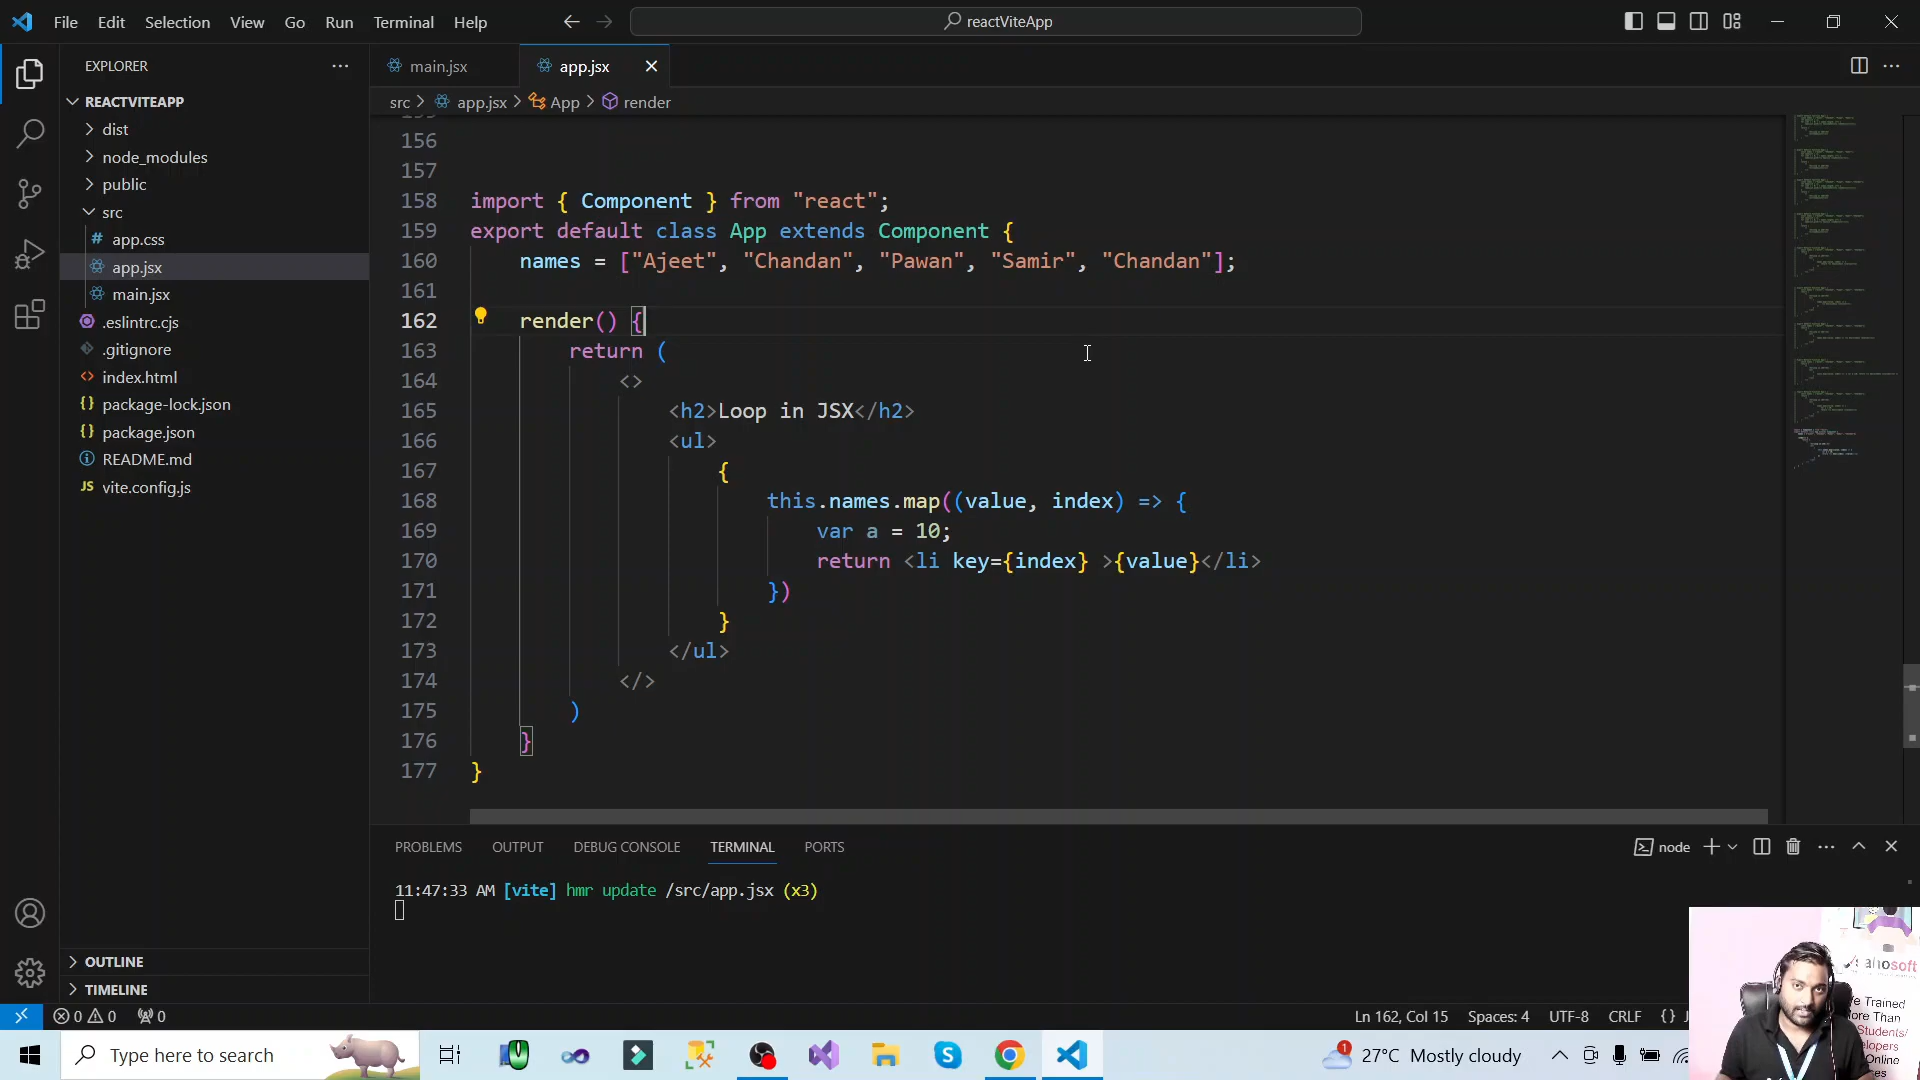 File Edit Selection View Go Run Terminal Help
reactViteApp
EXPLORER
main.jsx
app.jsx
REACTVITEAPP
src > app.jsx > App > render
dist
node_modules
public
src
app.css
app.jsx
main.jsx
.eslintrc.cjs
.gitignore
index.html
package-lock.json
package.json
README.md
vite.config.js
OUTLINE
TIMELINE
156
157
158 import { Component } from "react";
159 export default class App extends Component {
160 names = ["Ajeet", "Chandan", "Pawan", "Samir", "Chandan"];
161
162 render() {
163 return (
164 <>
165 <h2>Loop in JSX</h2>
166 <ul>
167 {
168 this.names.map((value, index) => {
169 var a = 10;
170 return <li key={index} >{value}</li>
171 })
172 }
173 </ul>
174 </>
175 )
176 }
177 }
PROBLEMS OUTPUT DEBUG CONSOLE TERMINAL PORTS
node
11:47:33 AM [vite] hmr update /src/app.jsx (x3)
0 0 0
Ln 162, Col 15 Spaces: 4 UTF-8 CRLF {}
Type here to search
1 27°C Mostly cloudy
Trained
More Than
Students/
Online